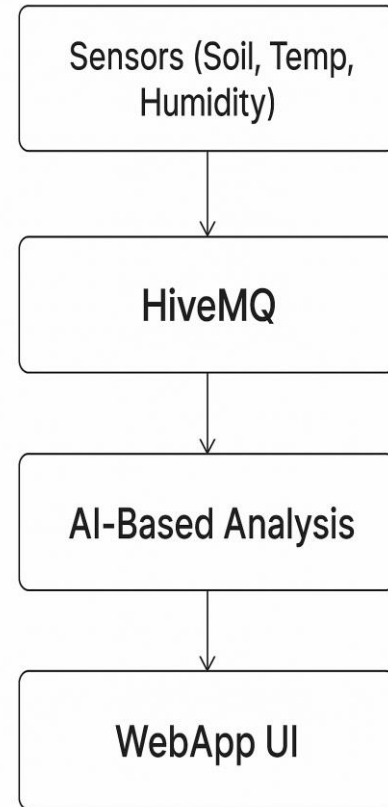 Sensors (Soil, Temp,
Humidity)
HiveMQ
AI-Based Analysis
WebApp UI